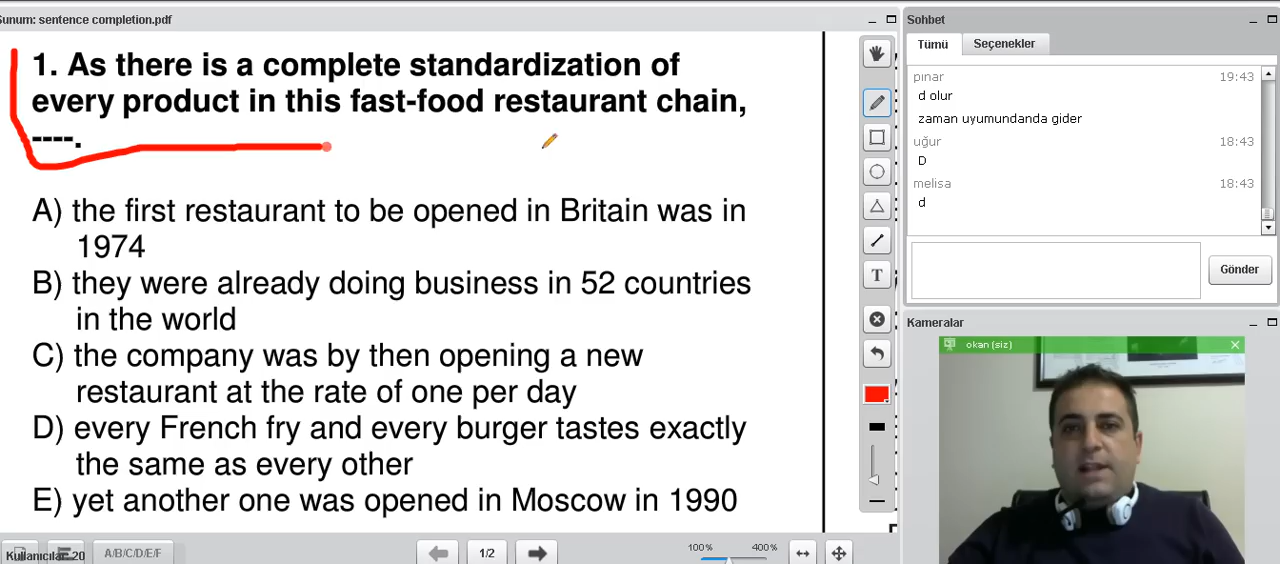 Sunum: sentence completion.pdf
1. As there is a complete standardization of
every product in this fast-food restaurant chain,
----.
A) the first restaurant to be opened in Britain was in
1974
B) they were already doing business in 52 countries
in the world
C) the company was by then opening a new
restaurant at the rate of one per day
D) every French fry and every burger tastes exactly
the same as every other
E) yet another one was opened in Moscow in 1990
Kullanıcılar: 20
A/B/C/D/E/F
1/2
100%
400%
T
Sohbet
Tümü
Seçenekler
pınar 19:43
d olur
zaman uyumundanda gider
uğur 18:43
D
melisa 18:43
d
Gönder
Kameralar
okan (siz)